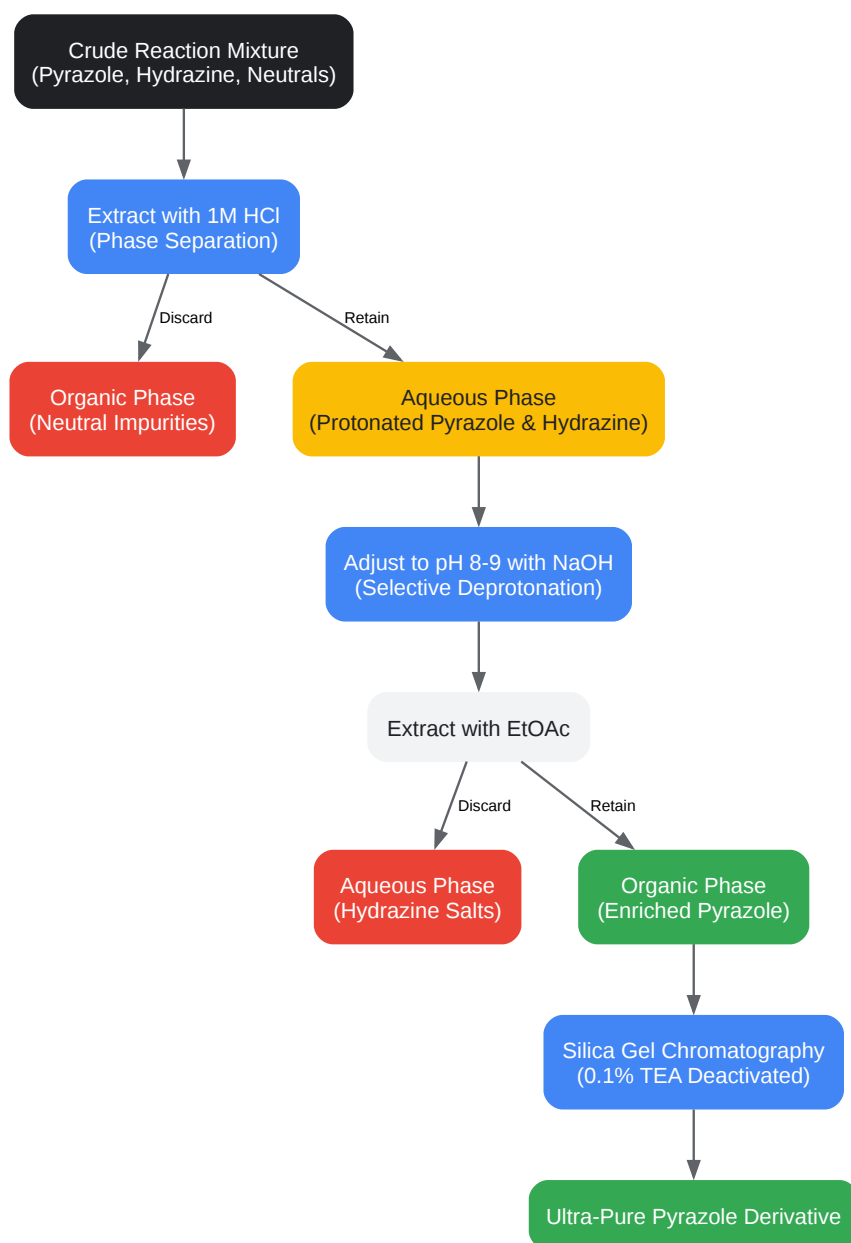 Crude Reaction Mixture
(Pyrazole, Hydrazine, Neutrals)
Extract with 1M HCl
(Phase Separation)
Discard
Retain
Organic Phase
(Neutral Impurities)
Aqueous Phase
(Protonated Pyrazole & Hydrazine)
Adjust to pH 8-9 with NaOH
(Selective Deprotonation)
Extract with EtOAc
Discard
Retain
Aqueous Phase
(Hydrazine Salts)
Organic Phase
(Enriched Pyrazole)
Silica Gel Chromatography
(0.1% TEA Deactivated)
Ultra-Pure Pyrazole Derivative